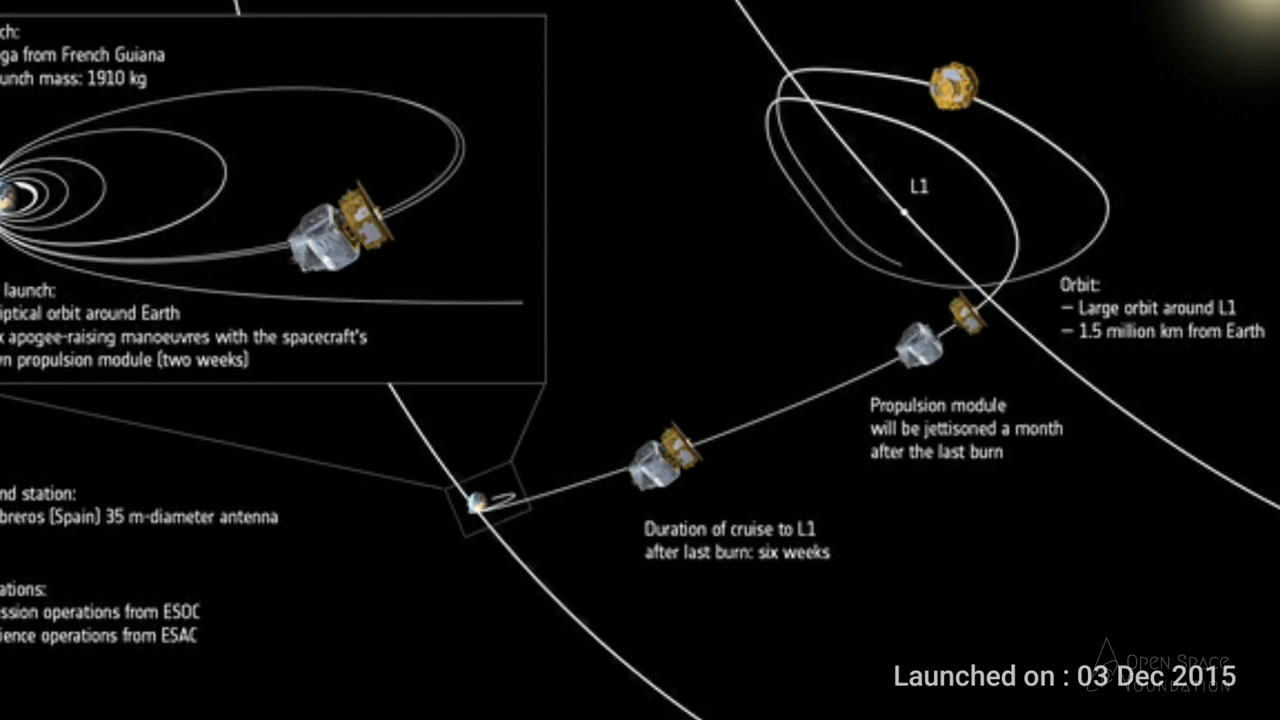 ch:
ga from French Guiana
unch mass: 1910 kg
launch:
iptical orbit around Earth
x apogee-raising manoeuvres with the spacecraft's
n propulsion module (two weeks)
L1
Orbit:
– Large orbit around L1
– 1.5 million km from Earth
Propulsion module
will be jettisoned a month
after the last burn
nd station:
breros (Spain) 35 m-diameter antenna
Duration of cruise to L1
after last burn: six weeks
ations:
ssion operations from ESOC
ience operations from ESAC
OPEN SPACE
FOUNDATION
Launched on : 03 Dec 2015